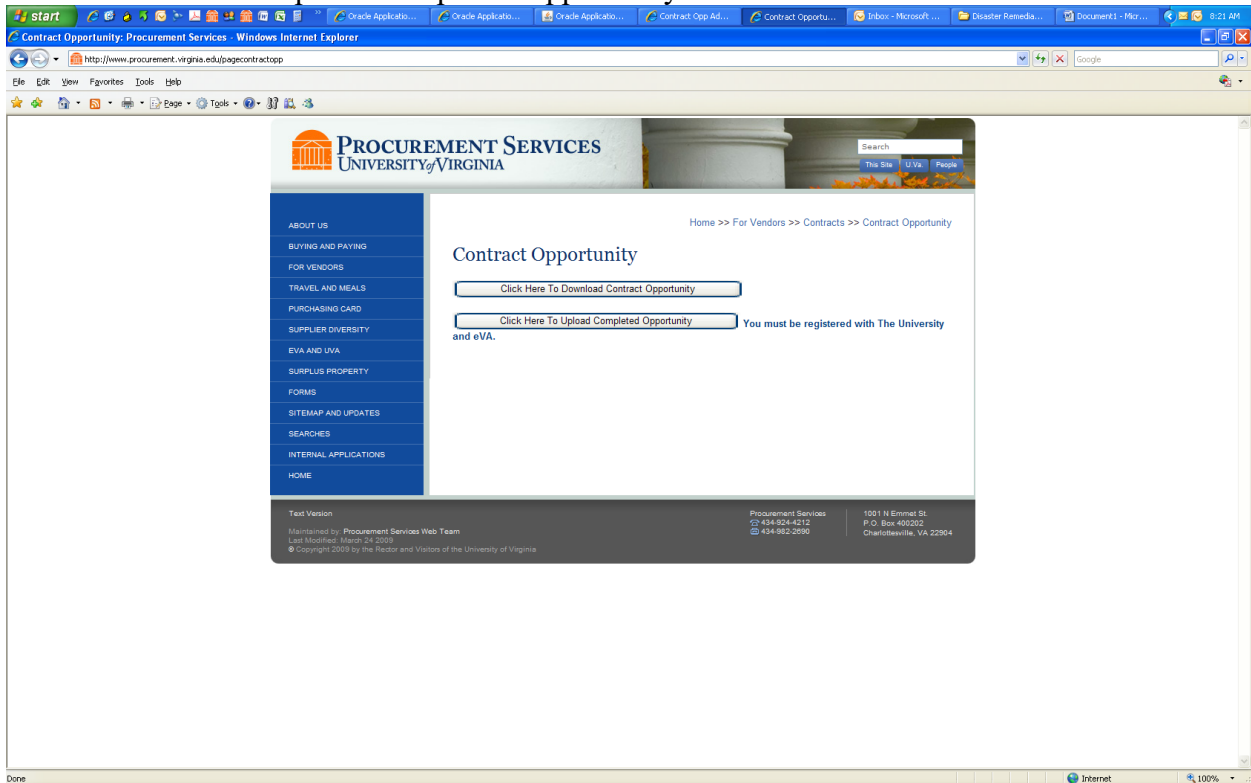 start
Oracle Applicatio...
Oracle Applicatio...
Oracle Applicatio...
Contract Opp Ad...
Contract Opportu...
Inbox - Microsoft ...
Disaster Remedia...
Document1 - Micr...
8:21 AM
Contract Opportunity: Procurement Services - Windows Internet Explorer
http://www.procurement.virginia.edu/pagecontractopp
Google
File Edit View Favorites Tools Help
Page Tools
PROCUREMENT SERVICES
UNIVERSITY of VIRGINIA
Search
This Site U.Va. People
Home >> For Vendors >> Contracts >> Contract Opportunity
ABOUT US
BUYING AND PAYING
FOR VENDORS
TRAVEL AND MEALS
PURCHASING CARD
SUPPLIER DIVERSITY
EVA AND UVA
SURPLUS PROPERTY
FORMS
SITEMAP AND UPDATES
SEARCHES
INTERNAL APPLICATIONS
HOME
Contract Opportunity
Click Here To Download Contract Opportunity
Click Here To Upload Completed Opportunity You must be registered with The University
and eVA.
Text Version
Maintained by: Procurement Services Web Team
Last Modified: March 24 2009
© Copyright 2009 by the Rector and Visitors of the University of Virginia
Procurement Services
434-924-4212
434-982-2690
1001 N Emmet St.
P.O. Box 400202
Charlottesville, VA 22904
Done
Internet
100%